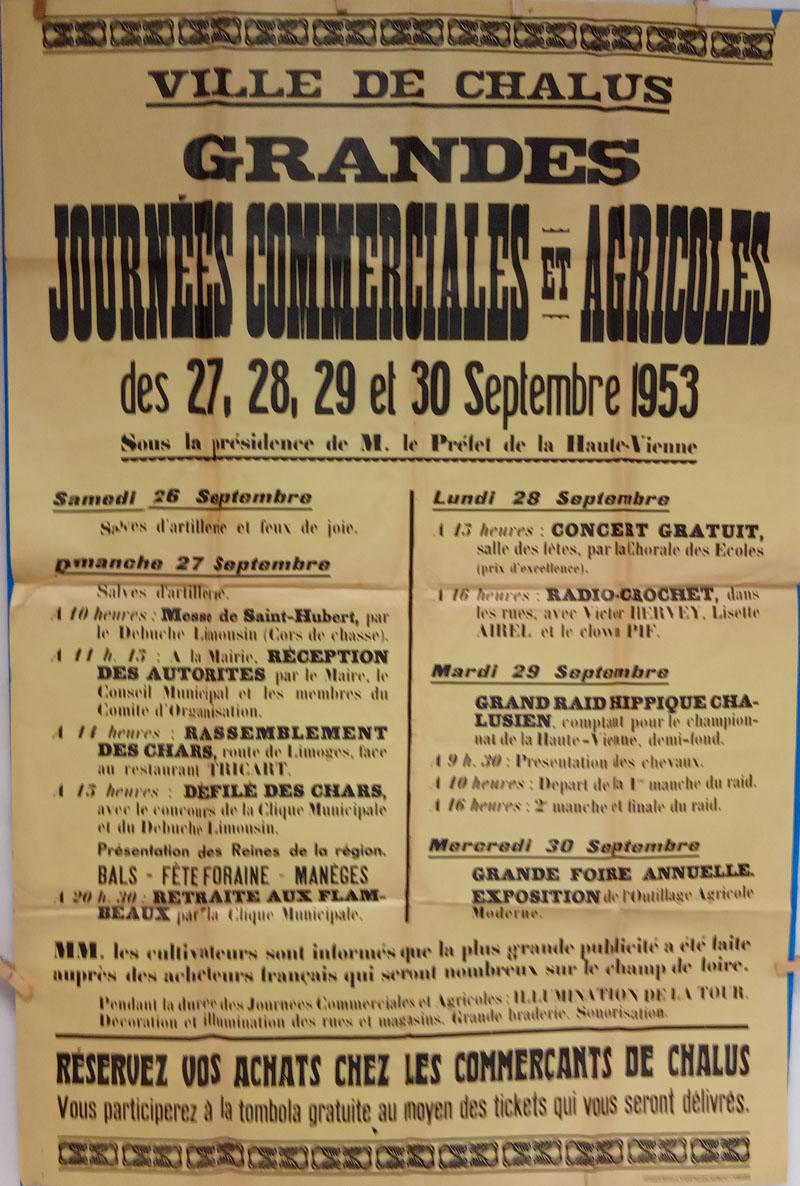 VILLE DE CHALUS
GRANDES
JOURNÉES COMMERCIALES ET AGRICOLES
des 27, 28, 29 et 30 Septembre 1953
Sous la présidence de M. le Préfet de la Haute-Vienne
Samedi 26 Septembre
Salves d'artillerie et feux de joie.
Dimanche 27 Septembre
Salves d'artillerie.
A 10 heures : Messe de Saint-Hubert, par
le Debuche Limousin (Cors de chasse).
A 11 h. 15 : A la Mairie, RÉCEPTION
DES AUTORITES par le Maire, le
Conseil Municipal et les membres du
Comite d'Organisation.
A 14 heures : RASSEMBLEMENT
DES CHARS, route de Limoges, face
au restaurant TRICART.
A 15 heures : DÉFILÉ DES CHARS,
avec le concours de la Clique Municipale
et du Debuche Limousin.
Présentation des Reines de la région.
BALS - FÊTE FORAINE - MANÈGES
A 20 h. 30 : RETRAITE AUX FLAM-
BEAUX par la Clique Municipale.
Lundi 28 Septembre
A 15 heures : CONCERT GRATUIT,
salle des fêtes, par la Chorale des Ecoles
(prix d'excellence).
A 16 heures : RADIO-CROCHET, dans
les rues, avec Victor HERVEY, Lisette
AIREL et le clown PIF.
Mardi 29 Septembre
GRAND RAID HIPPIQUE CHA-
LUSIEN, comptant pour le champion-
nat de la Haute-Vienne, demi-fond.
A 9 h. 30 : Présentation des chevaux.
A 10 heures : Depart de la 1re manche du raid.
A 16 heures : 2e manche et finale du raid.
Mercredi 30 Septembre
GRANDE FOIRE ANNUELLE.
EXPOSITION de l'Outillage Agricole
Moderne.
MM. les cultivateurs sont informés que la plus grande publicité a été faite
auprès des acheteurs français qui seront nombreux sur le champ de foire.
Pendant la durée des Journées Commerciales et Agricoles : ILLUMINATION DE LA TOUR.
Décoration et illumination des rues et magasins. Grande braderie. Sonorisation.
RÉSERVEZ VOS ACHATS CHEZ LES COMMERÇANTS DE CHALUS
Vous participerez à la tombola gratuite au moyen des tickets qui vous seront délivrés.